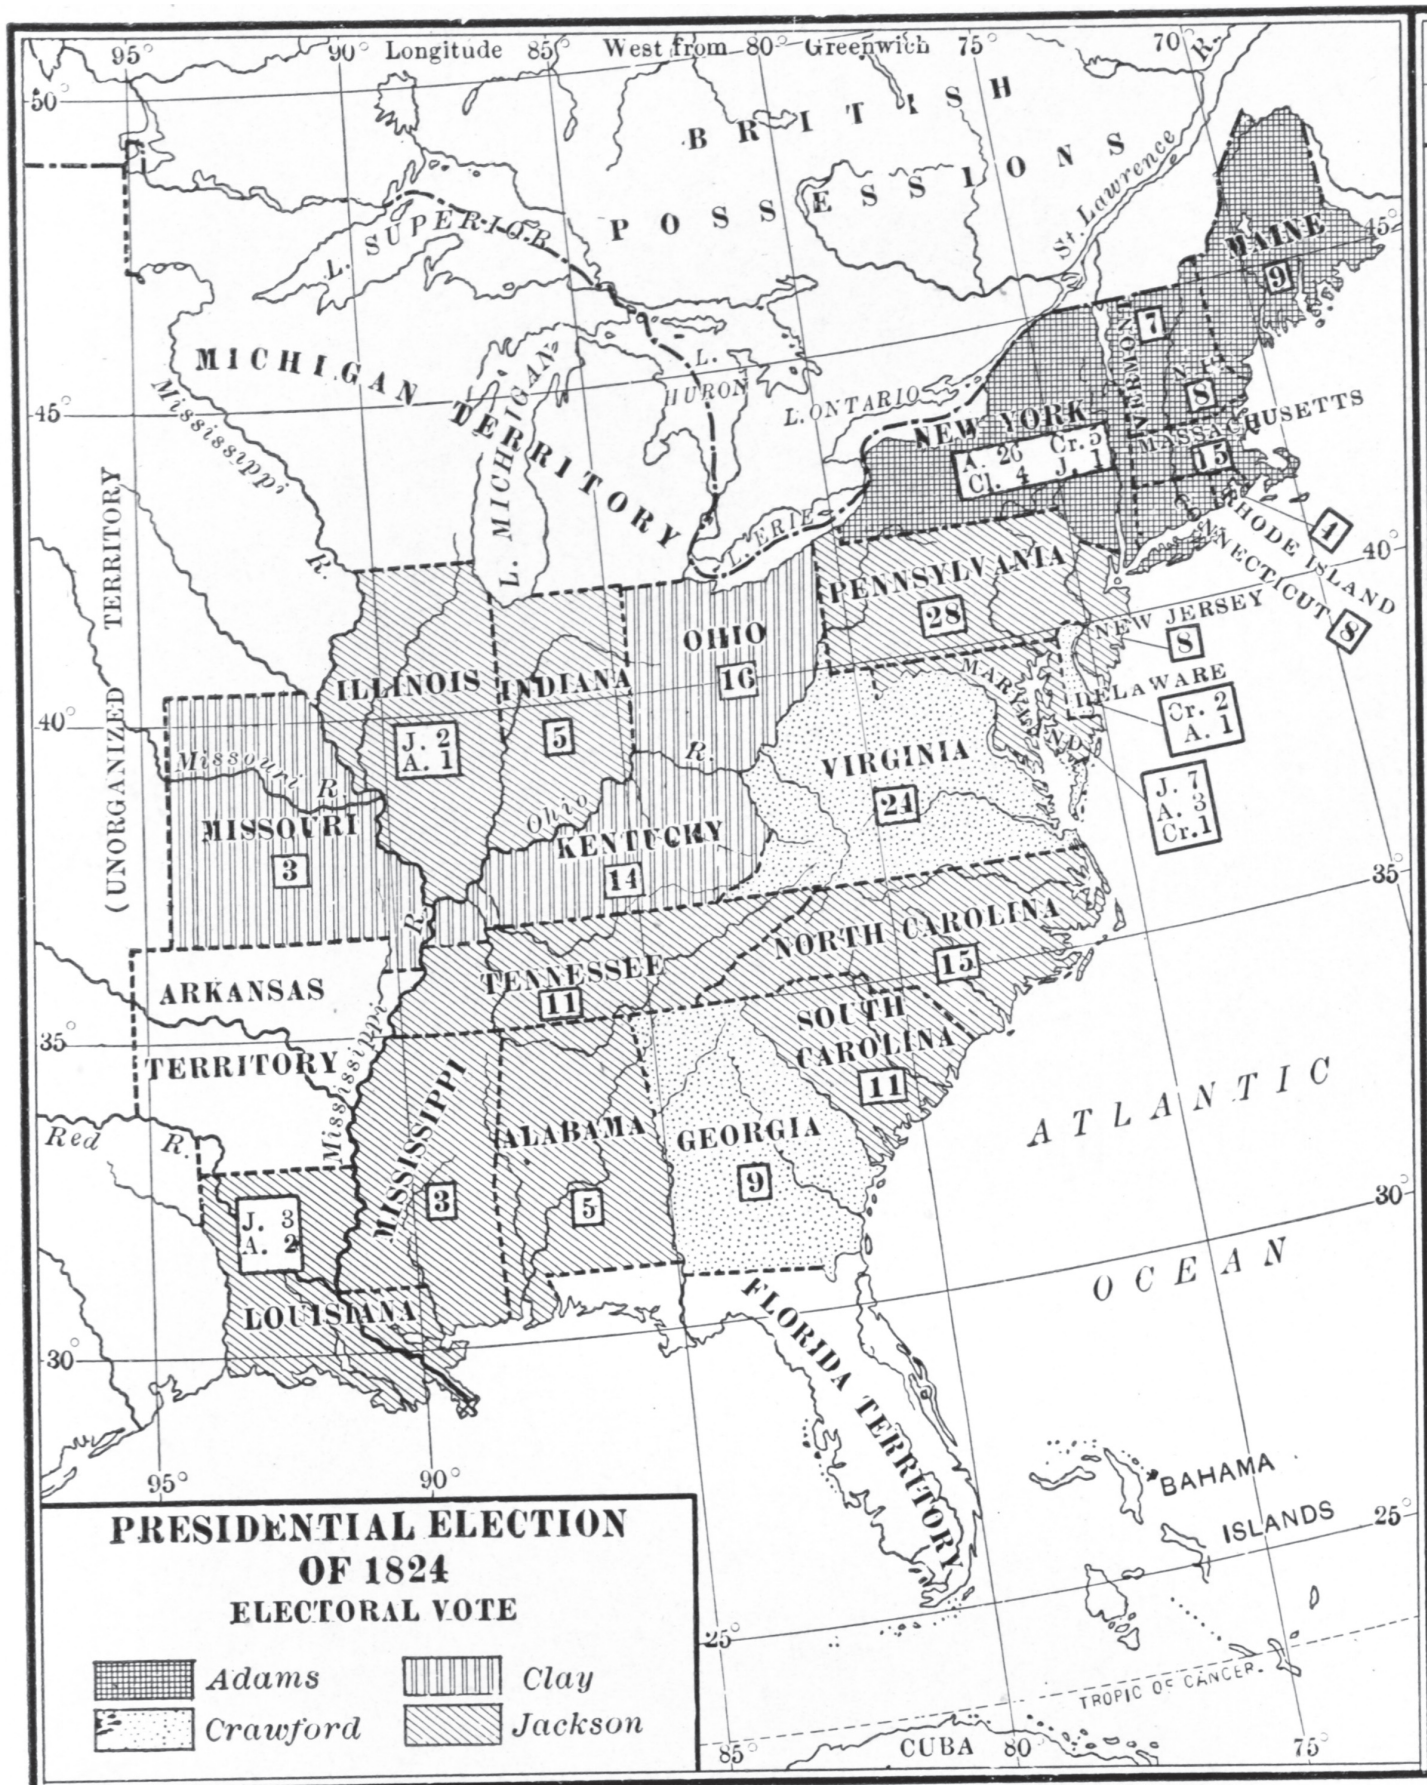 95° 90° Longitude 85° West from 80° Greenwich 75° 70°
50°
BRITISH
POSSESSIONS
R.
St. Lawrence
L. SUPERIOR
MAINE
45°
9
7
VERMONT
N. H.
8
MICHIGAN TERRITORY
L. MICHIGAN
L. HURON
L. ONTARIO
Mississippi R.
45°
NEW YORK
A. 26 Cr. 5
Cl. 4 J. 1
MASSACHUSETTS
15
RHODE ISLAND
4
CONNECTICUT
8
40°
L. ERIE
(UNORGANIZED TERRITORY
PENNSYLVANIA
28
NEW JERSEY
8
OHIO
16
MARYLAND
DELAWARE
Cr. 2
A. 1
ILLINOIS
J. 2
A. 1
INDIANA
5
40°
Missouri R.
R.
Ohio
VIRGINIA
24
J. 7
A. 3
Cr. 1
MISSOURI
3
KENTUCKY
14
35°
R.
NORTH CAROLINA
15
TENNESSEE
11
ARKANSAS
TERRITORY
SOUTH
CAROLINA
11
35°
Mississippi
ATLANTIC
OCEAN
Red R.
MISSISSIPPI
3
ALABAMA
5
GEORGIA
9
30°
J. 3
A. 2
LOUISIANA
FLORIDA TERRITORY
30°
95° 90°
BAHAMA
ISLANDS
25°
PRESIDENTIAL ELECTION
OF 1824
ELECTORAL VOTE
Adams Clay
Crawford Jackson
25°
TROPIC OF CANCER
CUBA
85° 80° 75°